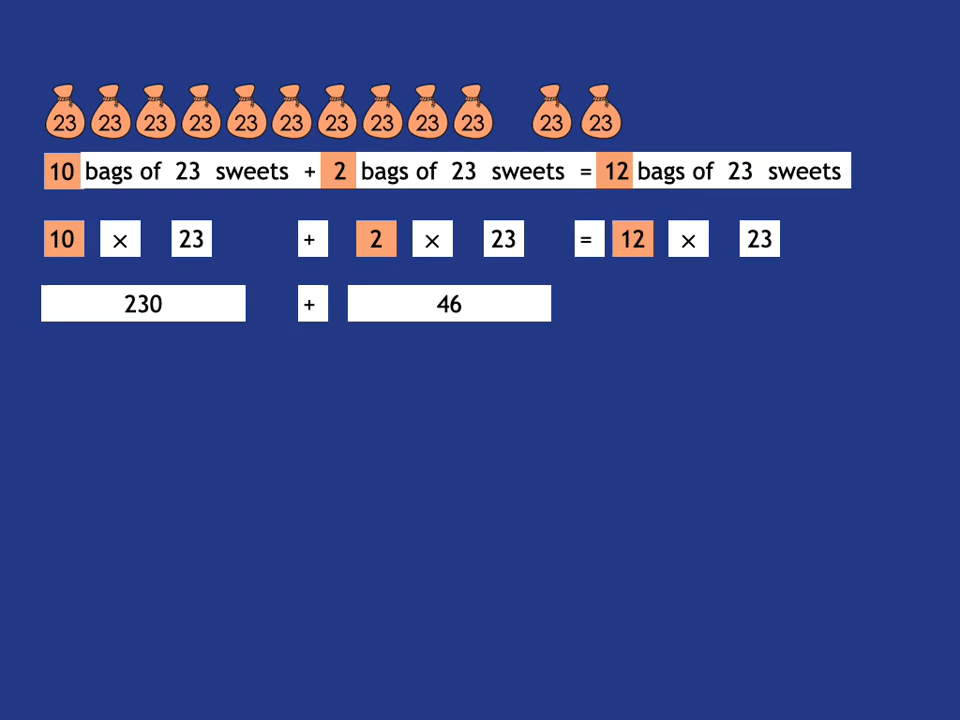 23 23 23 23 23 23 23 23 23 23 23 23
10 bags of 23 sweets + 2 bags of 23 sweets = 12 bags of 23 sweets
10 × 23 + 2 × 23 = 12 × 23
230 + 46